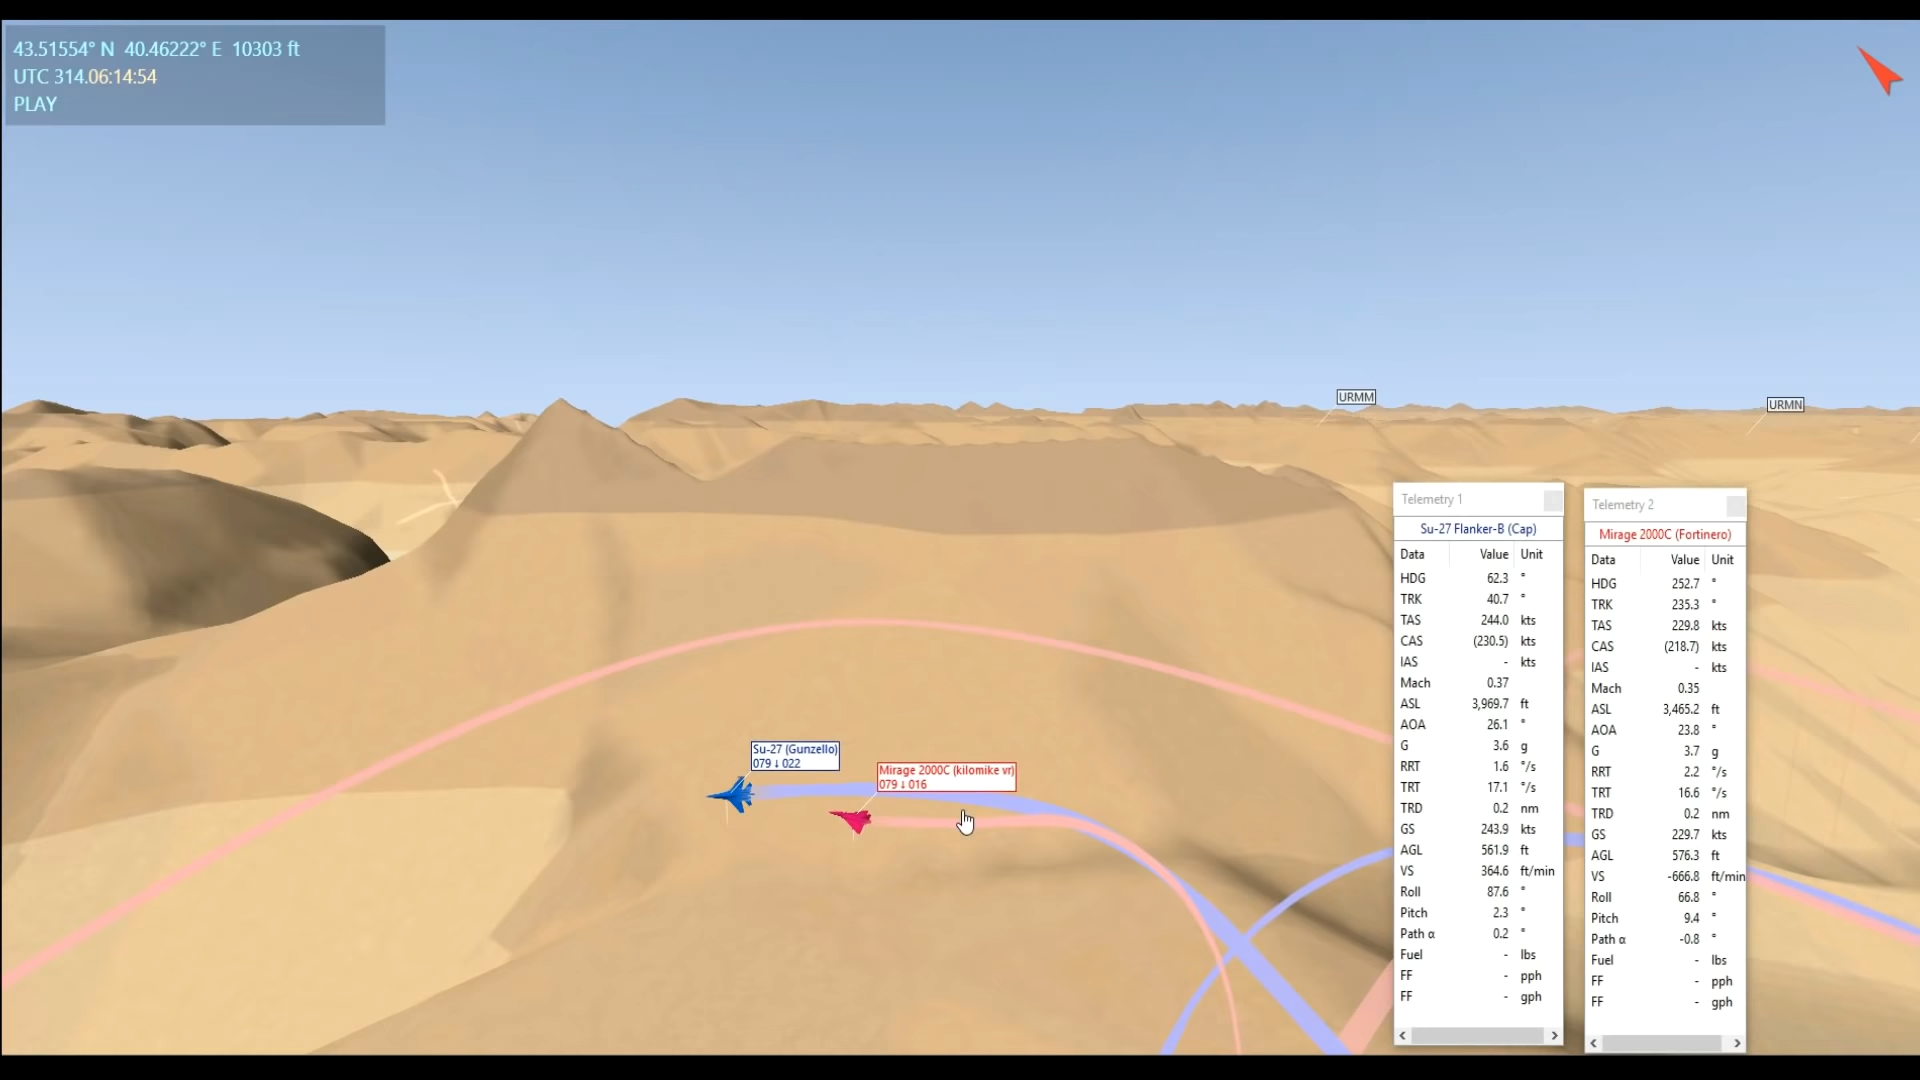 43.51554° N 40.46222° E 10303 ft
UTC 314.06:14:54
PLAY
URMM
URMN
Su-27 (Gunzello)
079 ↓ 022
Mirage 2000C (kilomike vr)
079 ↓ 016
Telemetry 1
Su-27 Flanker-B (Cap)
Data Value Unit
HDG 62.3 °
TRK 40.7 °
TAS 244.0 kts
CAS (230.5) kts
IAS - kts
Mach 0.37
ASL 3,969.7 ft
AOA 26.1 °
G 3.6 g
RRT 1.6 °/s
TRT 17.1 °/s
TRD 0.2 nm
GS 243.9 kts
AGL 561.9 ft
VS 364.6 ft/min
Roll 87.6 °
Pitch 2.3 °
Path α 0.2 °
Fuel - lbs
FF - pph
FF - gph
Telemetry 2
Mirage 2000C (Fortinero)
Data Value Unit
HDG 252.7 °
TRK 235.3 °
TAS 229.8 kts
CAS (218.7) kts
IAS - kts
Mach 0.35
ASL 3,465.2 ft
AOA 23.8 °
G 3.7 g
RRT 2.2 °/s
TRT 16.6 °/s
TRD 0.2 nm
GS 229.7 kts
AGL 576.3 ft
VS -666.8 ft/min
Roll 66.8 °
Pitch 9.4 °
Path α -0.8 °
Fuel - lbs
FF - pph
FF - gph